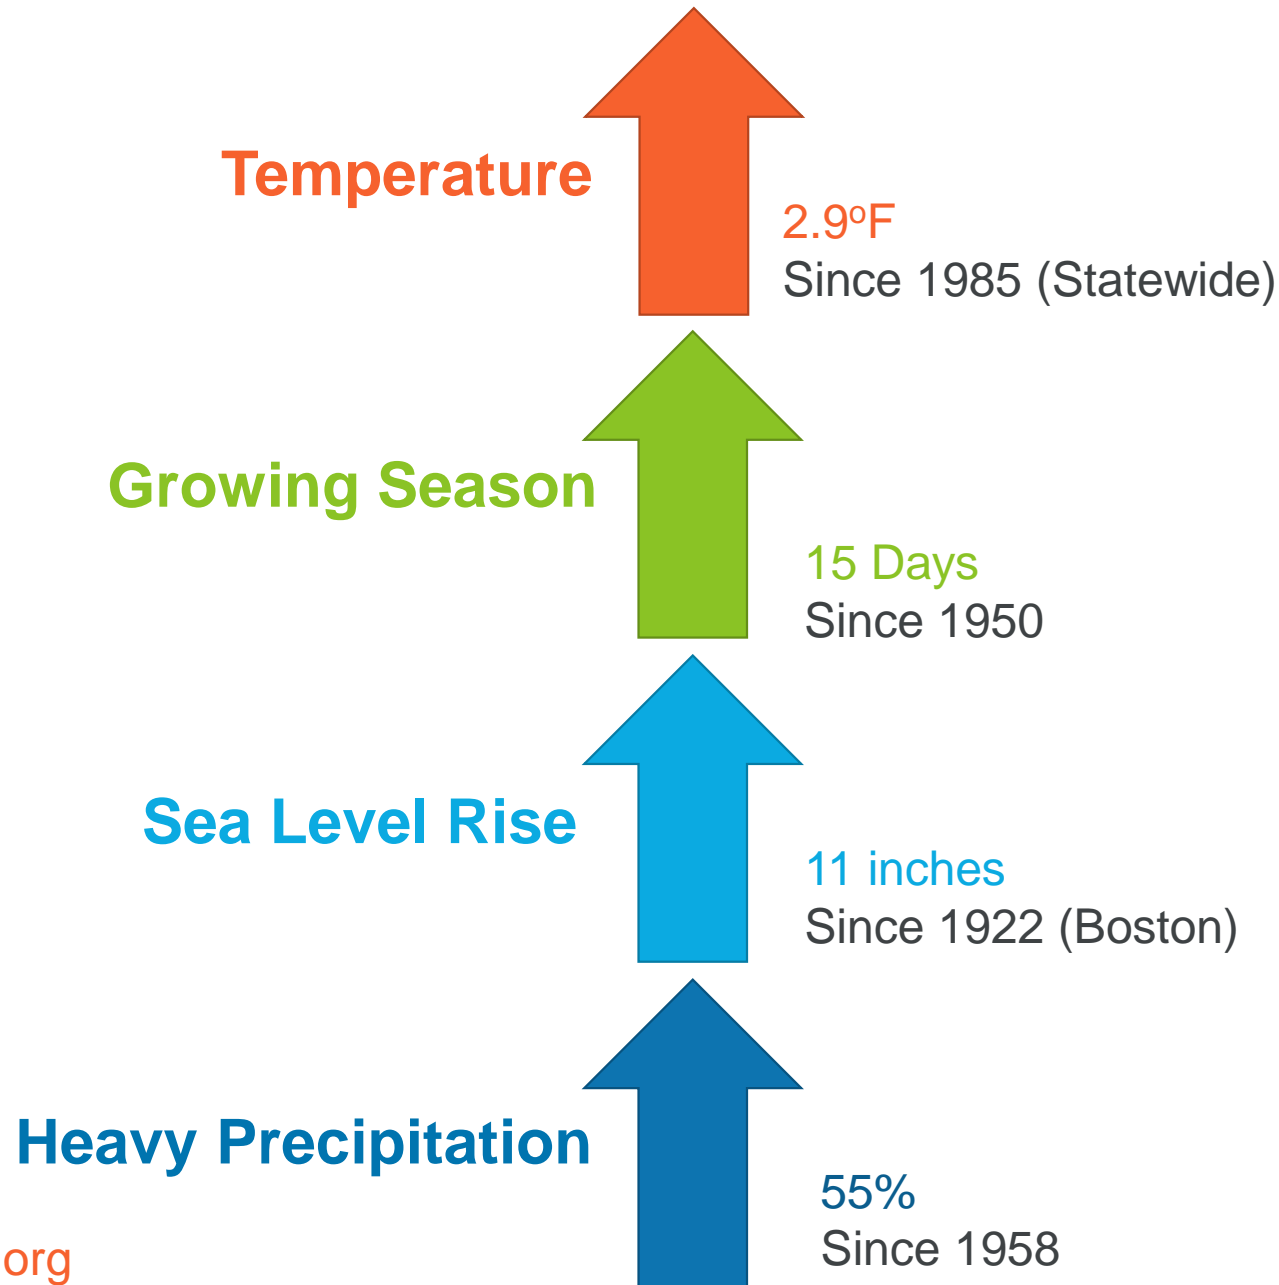 Temperature
2.9ºF
Since 1985 (Statewide)
Growing Season
15 Days
Since 1950
Sea Level Rise
11 inches
Since 1922 (Boston)
Heavy Precipitation
55%
Since 1958
org